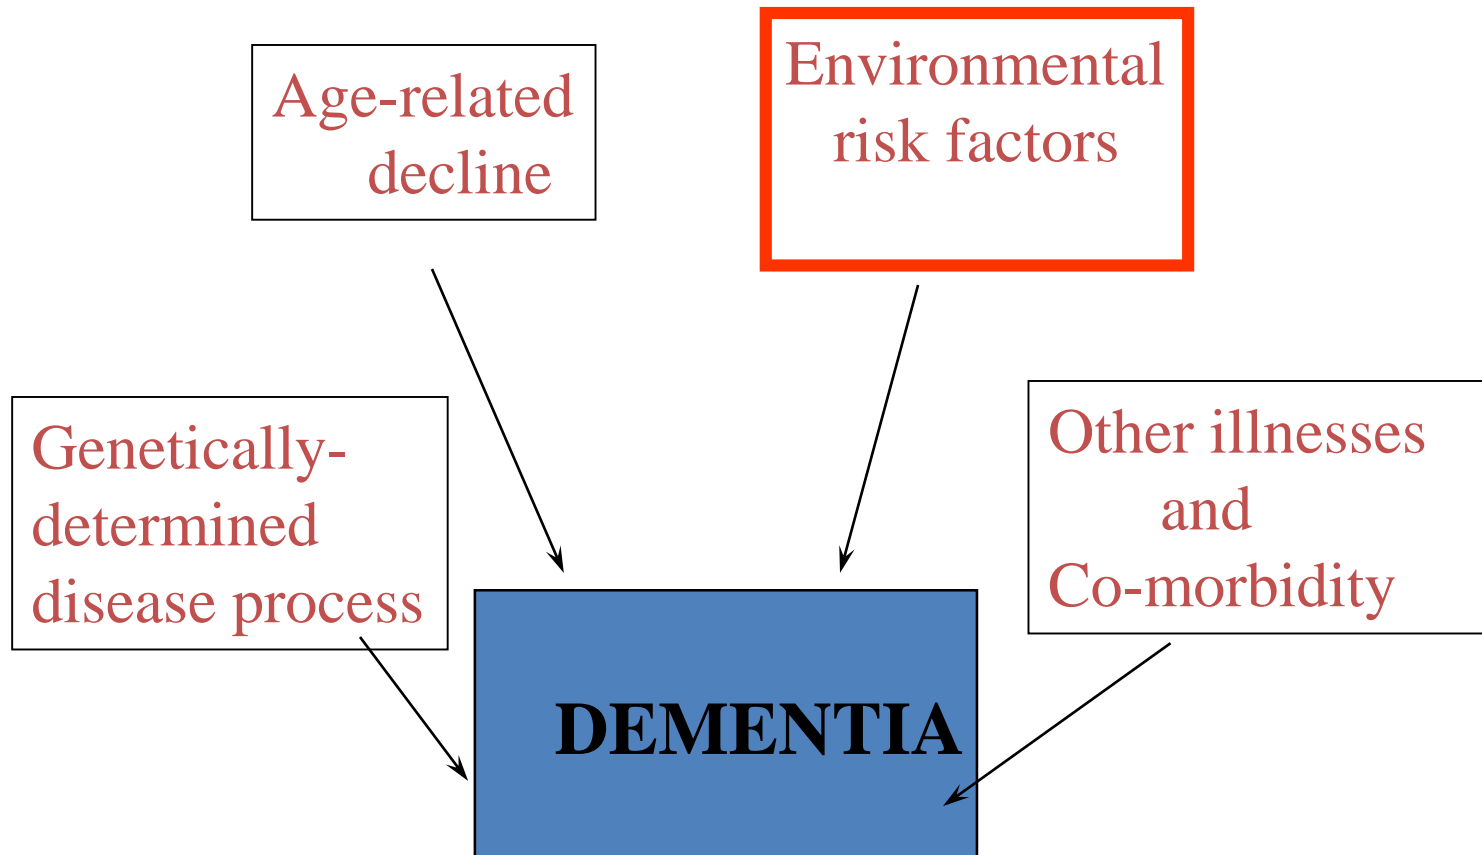 Age-related
decline
Environmental
risk factors
Genetically-
determined
disease process
Other illnesses
and
Co-morbidity
DEMENTIA